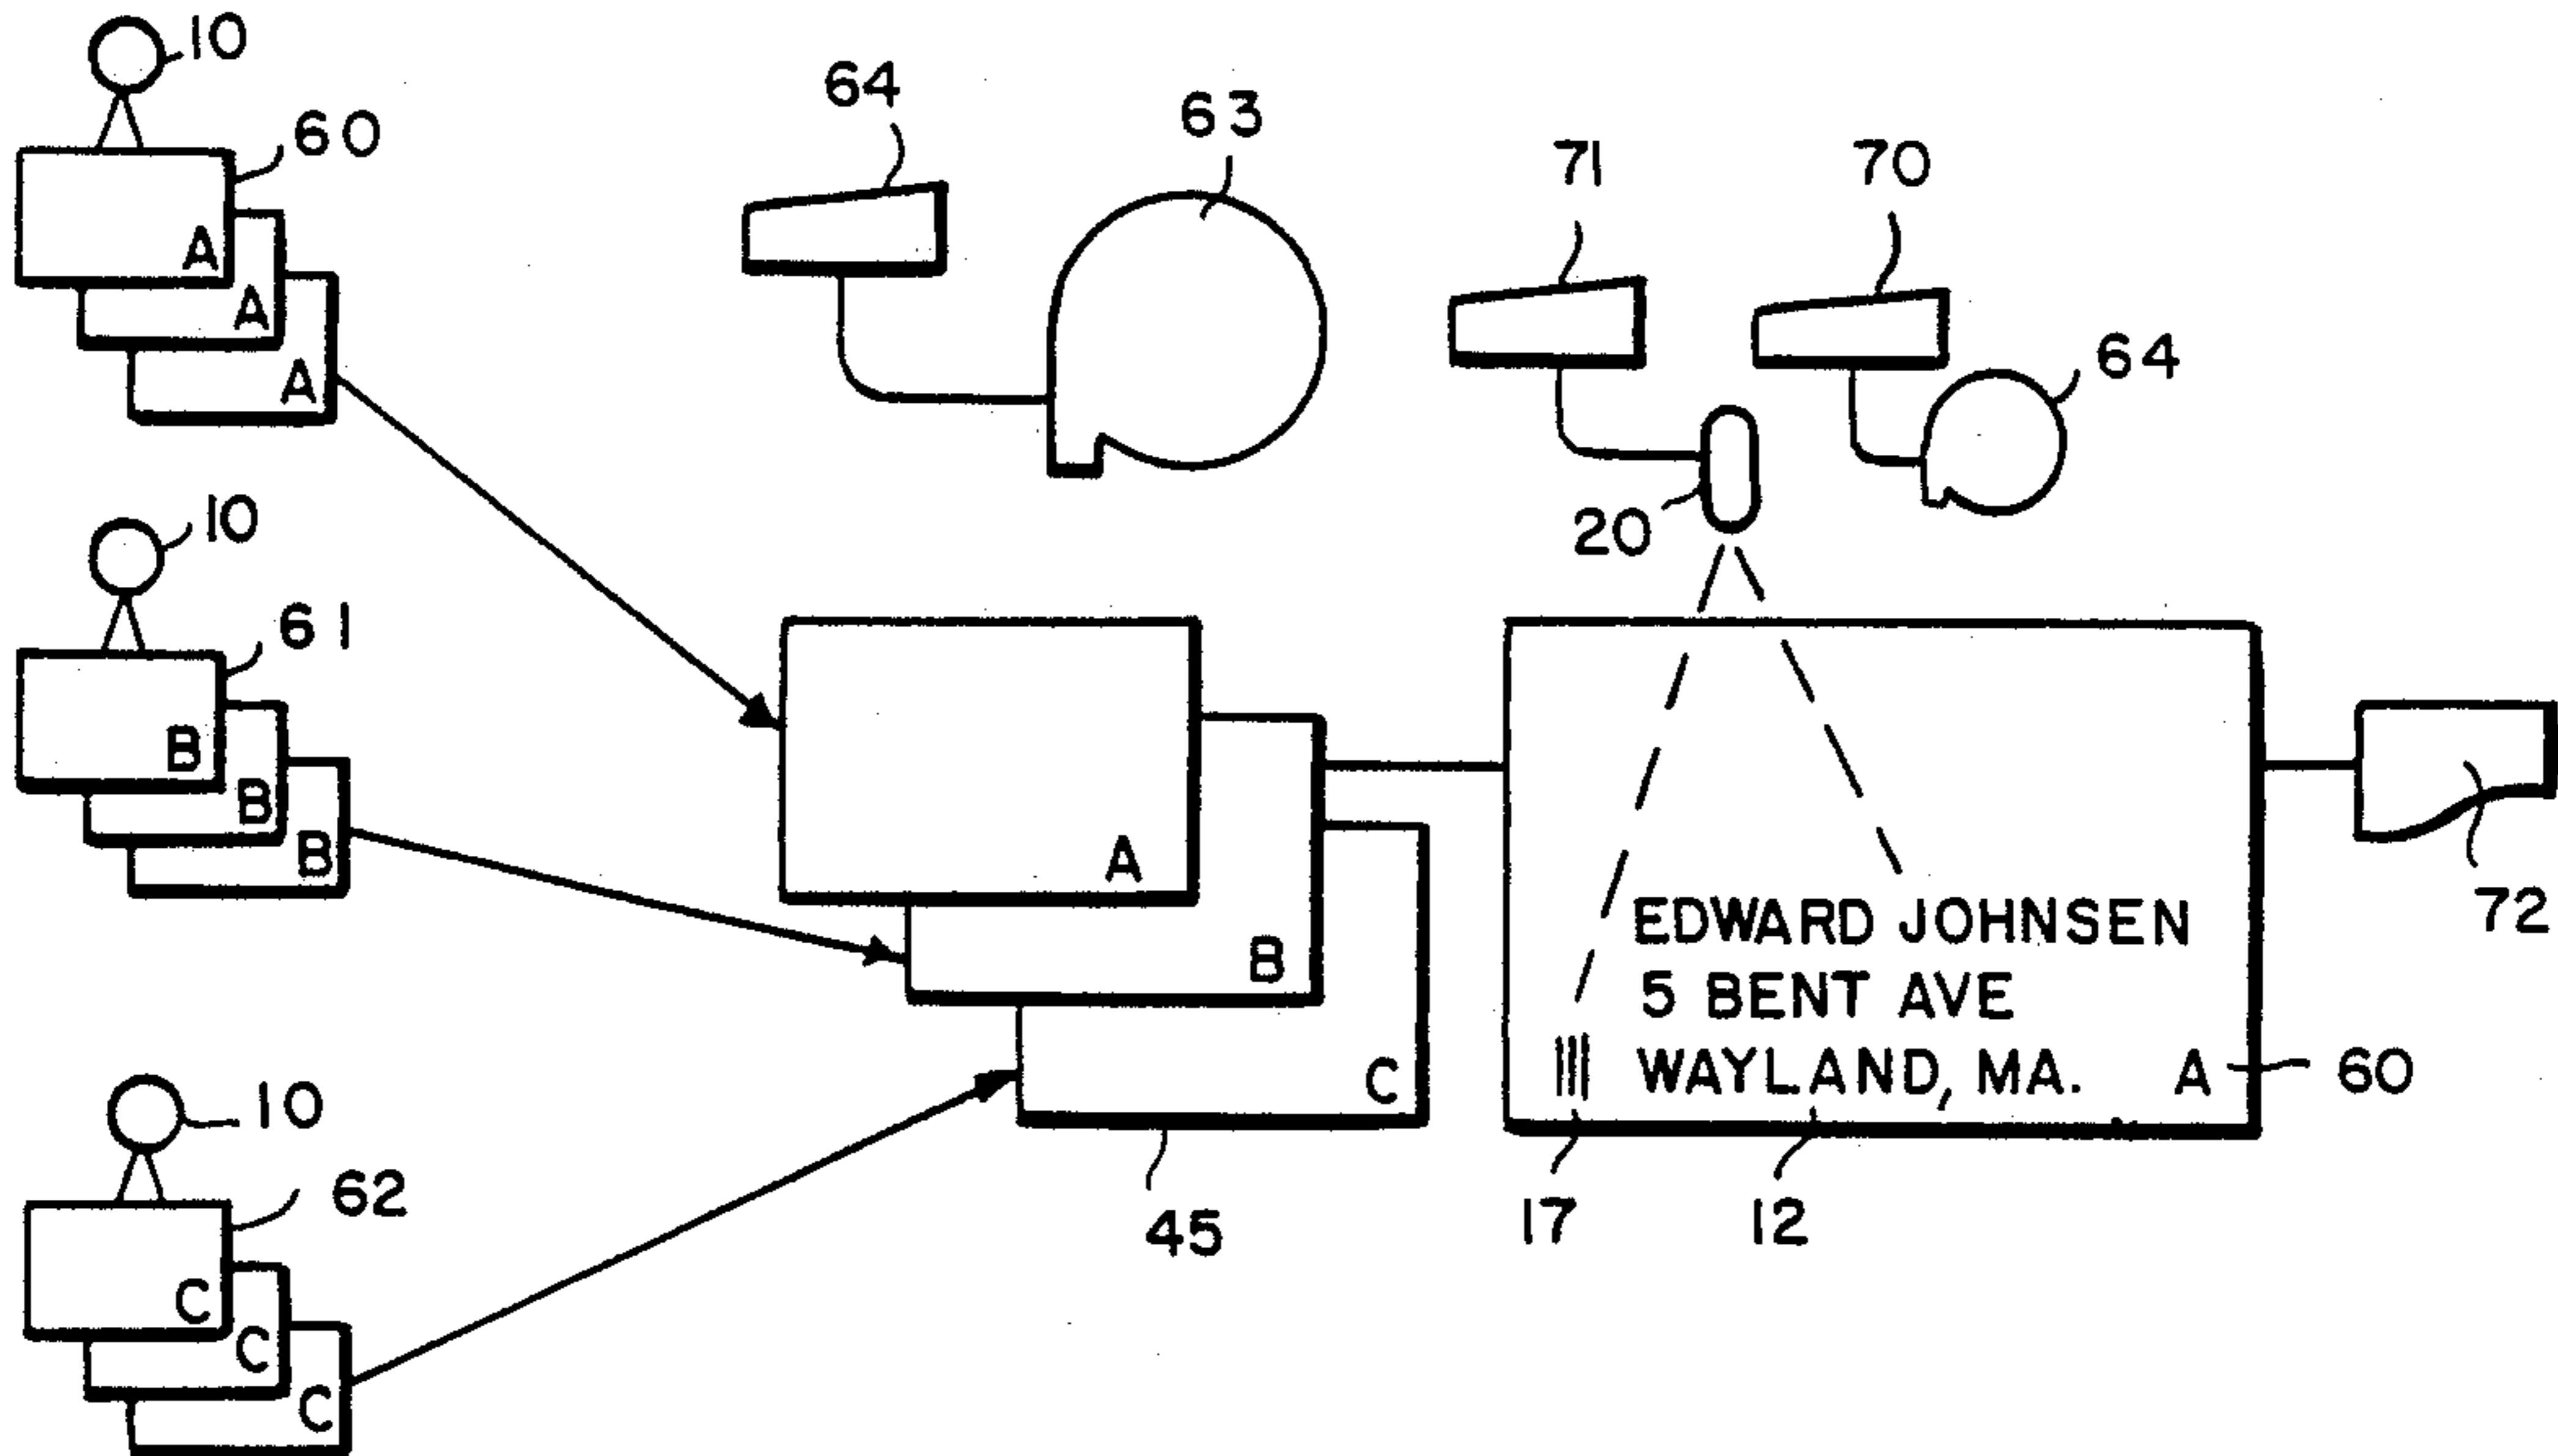 10
60
A
A
A
10
61
B
B
B
10
62
C
C
C
64
63
71
70
64
20
A
B
C
45
EDWARD JOHNSEN
5 BENT AVE
WAYLAND, MA.
A
60
17
12
72